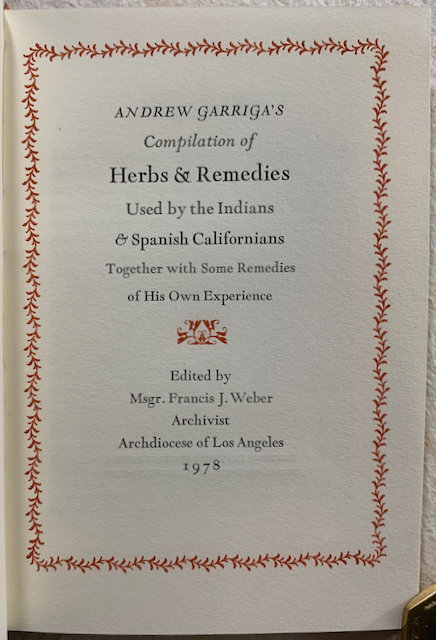 ANDREW GARRIGA'S
Compilation of
Herbs & Remedies
Used by the Indians
& Spanish Californians
Together with Some Remedies
of His Own Experience
Edited by
Msgr. Francis J. Weber
Archivist
Archdiocese of Los Angeles
1978